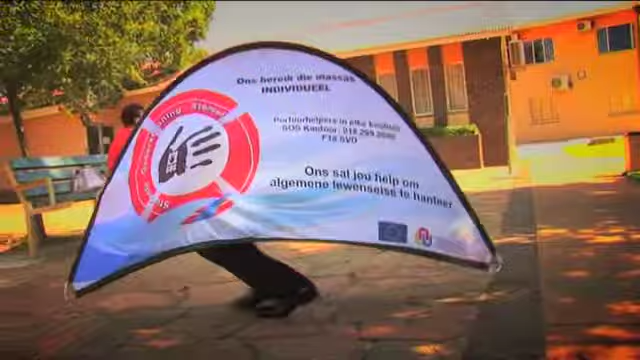 Ons bereik die massas
INDIVIDUEEL
Portuurhelpers in elke koshuis
SOS Kantoor: 018 299
F18 SVD
Ons sal jou help om
algemene lewenseise te hanteer